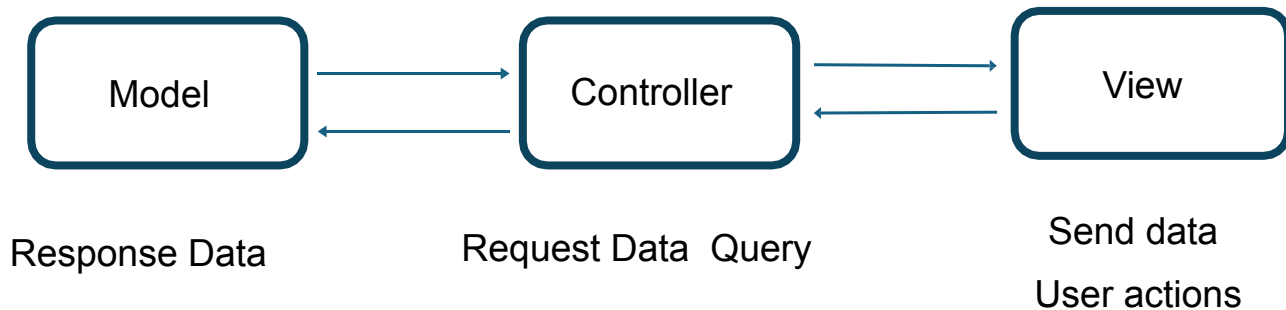 Model
Controller
View
Response Data
Request Data  Query
Send data
User actions